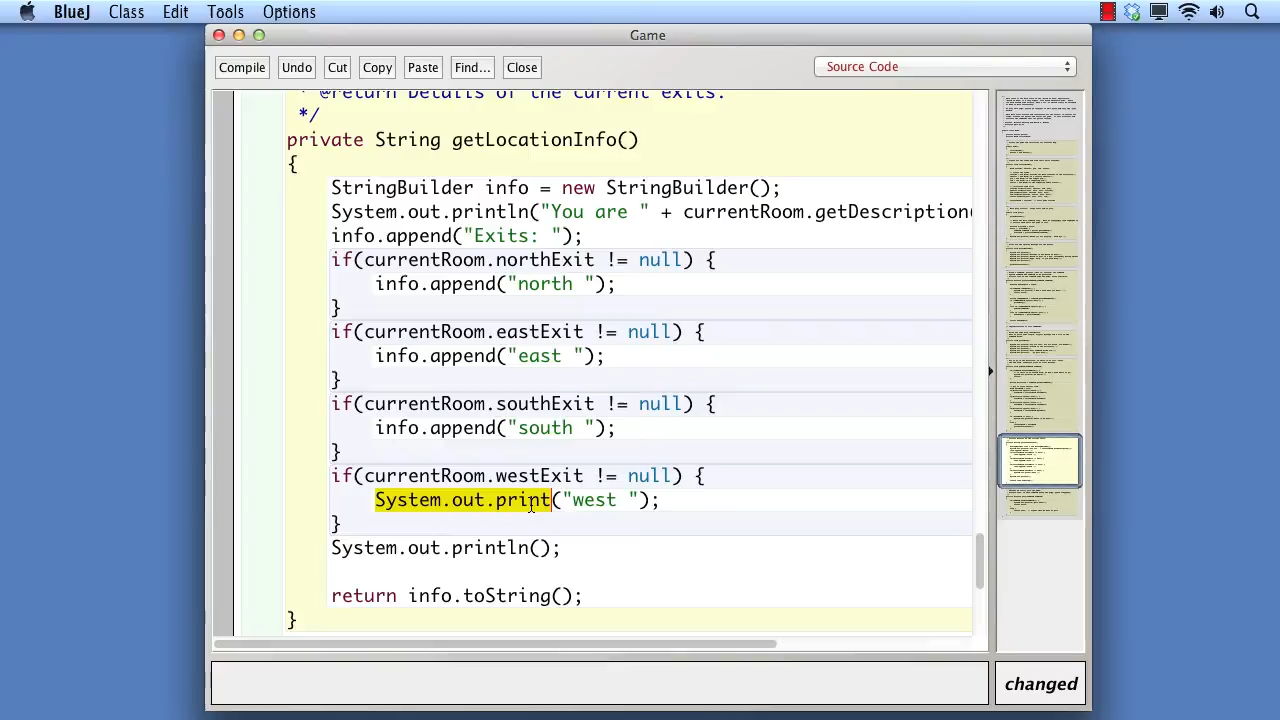 BlueJ Class Edit Tools Options
Game
Compile Undo Cut Copy Paste Find... Close Source Code
* @return Details of the current exits.
*/
private String getLocationInfo()
{
StringBuilder info = new StringBuilder();
System.out.println("You are " + currentRoom.getDescription(
info.append("Exits: ");
if(currentRoom.northExit != null) {
info.append("north ");
}
if(currentRoom.eastExit != null) {
info.append("east ");
}
if(currentRoom.southExit != null) {
info.append("south ");
}
if(currentRoom.westExit != null) {
System.out.print("west ");
}
System.out.println();
return info.toString();
}
changed